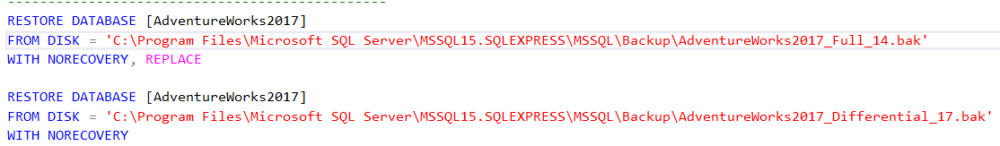 -----------------------------------------------
RESTORE DATABASE [AdventureWorks2017]
FROM DISK = 'C:\Program Files\Microsoft SQL Server\MSSQL15.SQLEXPRESS\MSSQL\Backup\AdventureWorks2017_Full_14.bak'
WITH NORECOVERY, REPLACE
RESTORE DATABASE [AdventureWorks2017]
FROM DISK = 'C:\Program Files\Microsoft SQL Server\MSSQL15.SQLEXPRESS\MSSQL\Backup\AdventureWorks2017_Differential_17.bak'
WITH NORECOVERY